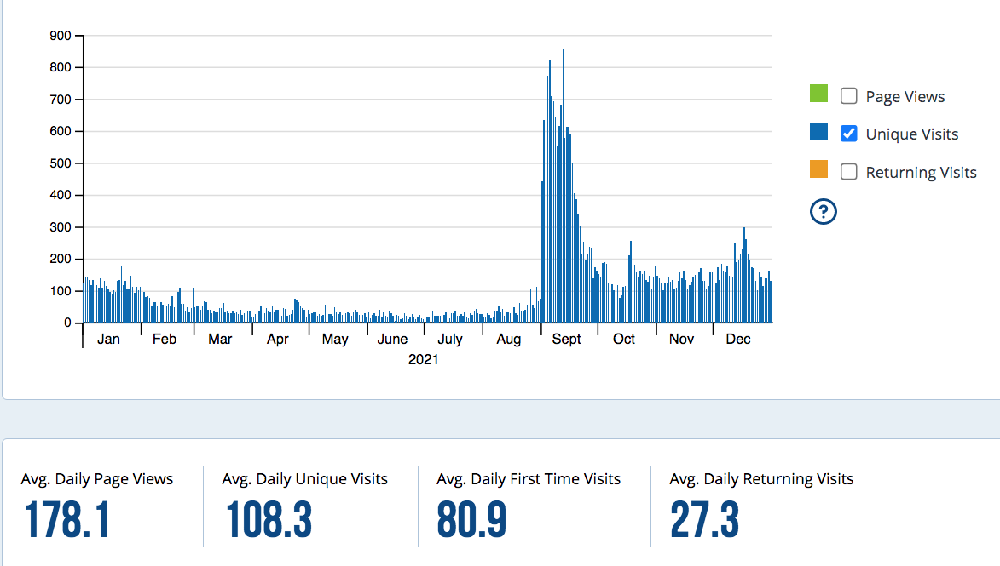 900
800
700
600
500
400
300
200
100
0
Jan Feb Mar Apr May June July Aug Sept Oct Nov Dec
2021
Page Views
Unique Visits
Returning Visits
?
Avg. Daily Page Views
178.1
Avg. Daily Unique Visits
108.3
Avg. Daily First Time Visits
80.9
Avg. Daily Returning Visits
27.3